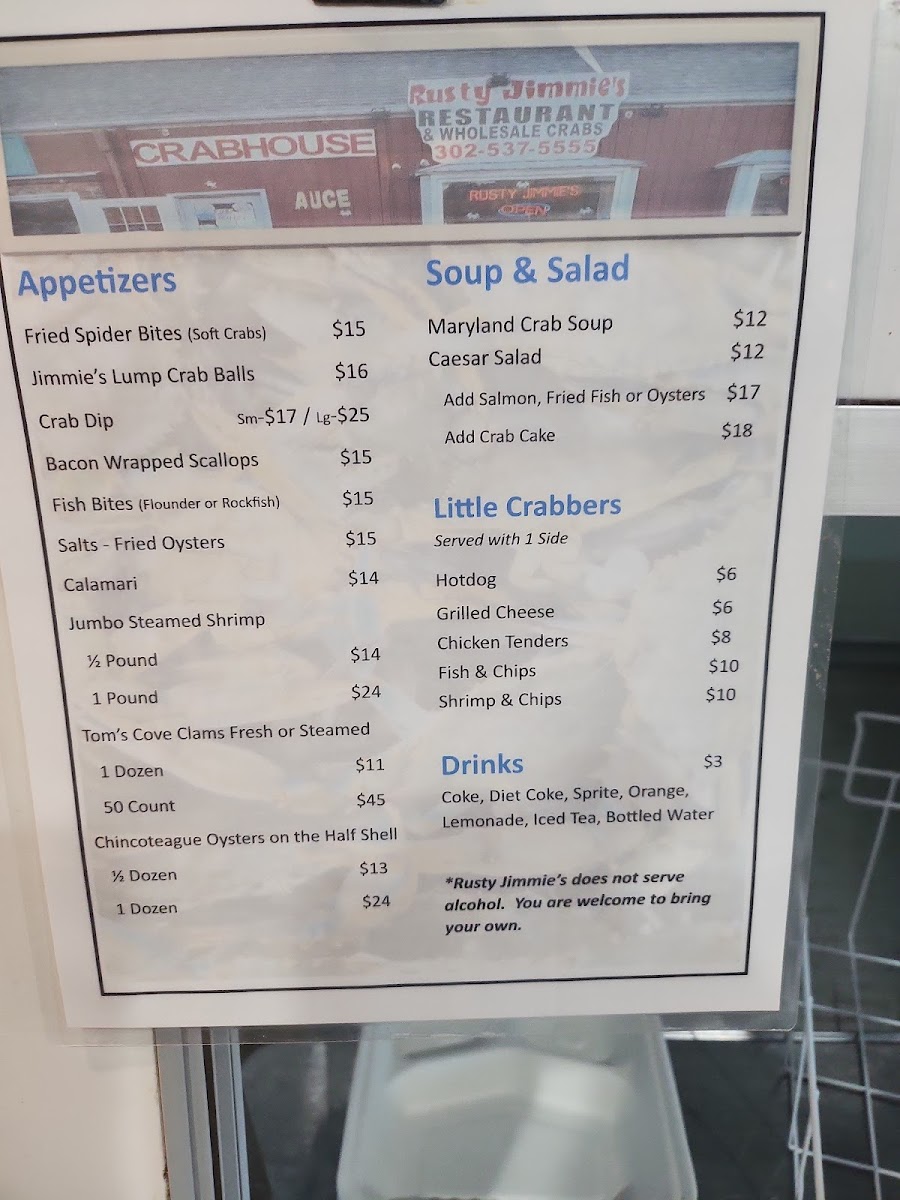 Rusty Jimmie's
RESTAURANT
& WHOLESALE CRABS
302-537-5555
CRABHOUSE
AUCE
RUSTY JIMMIE'S
OPEN
Appetizers
Fried Spider Bites (Soft Crabs) $15
Jimmie's Lump Crab Balls $16
Crab Dip Sm-$17 / Lg-$25
Bacon Wrapped Scallops $15
Fish Bites (Flounder or Rockfish) $15
Salts - Fried Oysters $15
Calamari $14
Jumbo Steamed Shrimp
½ Pound $14
1 Pound $24
Tom's Cove Clams Fresh or Steamed
1 Dozen $11
50 Count $45
Chincoteague Oysters on the Half Shell
½ Dozen $13
1 Dozen $24
Soup & Salad
Maryland Crab Soup $12
Caesar Salad $12
Add Salmon, Fried Fish or Oysters $17
Add Crab Cake $18
Little Crabbers
Served with 1 Side
Hotdog $6
Grilled Cheese $6
Chicken Tenders $8
Fish & Chips $10
Shrimp & Chips $10
Drinks $3
Coke, Diet Coke, Sprite, Orange,
Lemonade, Iced Tea, Bottled Water
*Rusty Jimmie's does not serve
alcohol. You are welcome to bring
your own.